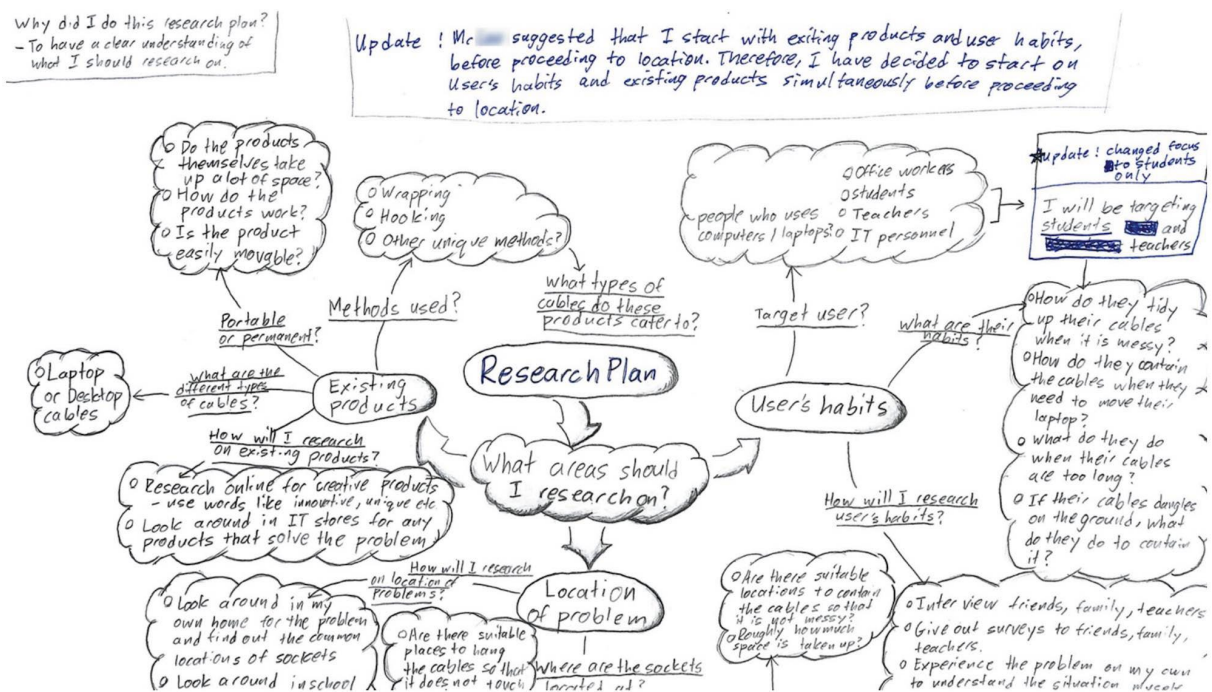 Why did I do this research plan?
- To have a clear understanding of
what I should research on.
Update ! Mr suggested that I start with exiting products and user habits,
before proceeding to location. Therefore, I have decided to start on
User's habits and existing products simultaneously before proceeding
to location.
Do the products
themselves take
up a lot of space?
How do the
products work?
Is the product
easily movable?
Wrapping
Hooking
Other unique methods?
what types of
cables do these
products cater to?
Methods used?
Portable
or permanent?
what are the
different types
of cables?
Laptop
or Desktop
cables
Existing
products
How will I research
on existing products?
Research online for creative products
- use words like innovative, unique etc
Look around in IT stores for any
products that solve the problem
Research Plan
What areas should
I research on?
people who uses
computers / laptops?
Office workers
students
Teachers
IT personnel
update ! changed focus
to students
only
I will be targeting
students and
teachers
Target user?
what are their
habits?
User's habits
How do they tidy
up their cables
when it is messy?
How do they contain
the cables when they
need to move their
laptop?
what do they do
when their cables
are too long?
If their cables dangles
on the ground, what
do they do to contain
it?
How will I research
user's habits?
Interview friends, family, teachers
Give out surveys to friends, family,
teachers.
Experience the problem on my own
to understand the situation myself
Are there suitable
locations to contain
the cables so that
it is not messy?
Roughly how much
space is taken up?
Location
of problem
How will I research
on location of
problems?
Look around in my
own home for the problem
and find out the common
locations of sockets
Look around in school
Are there suitable
places to hang
the cables so that
it does not touch
Where are the sockets
located at?